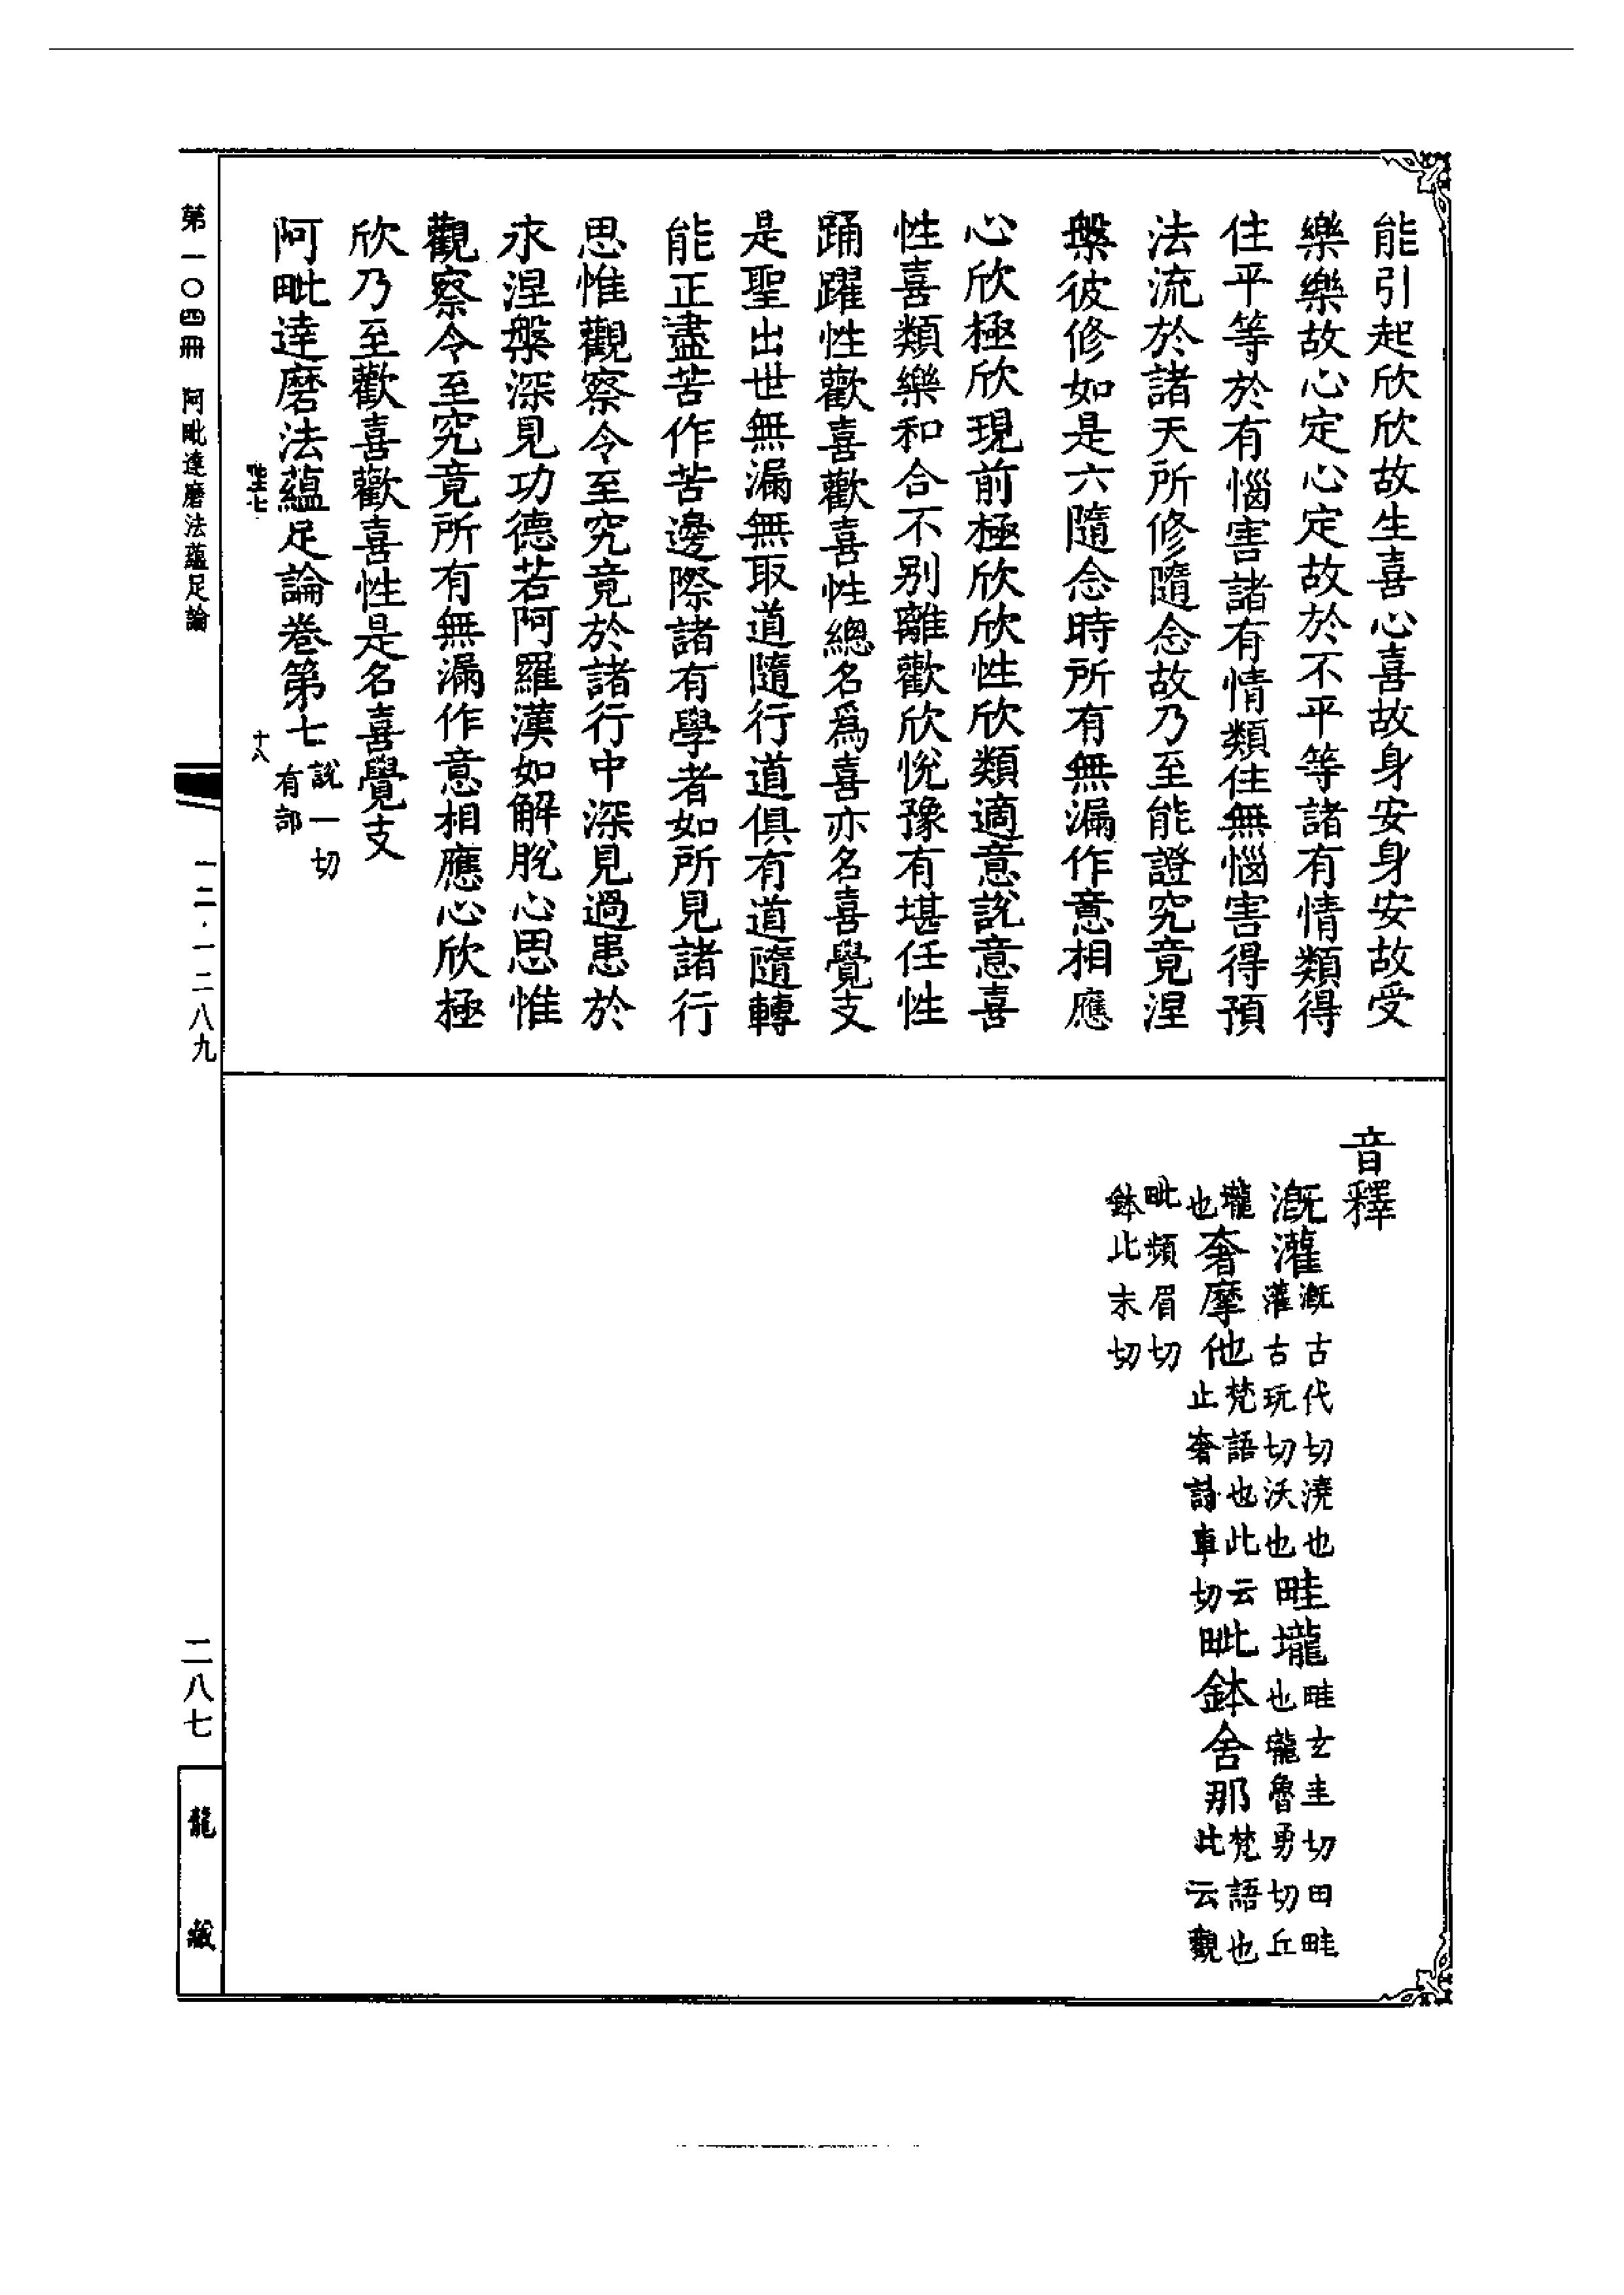 能引起欣欣故生喜心喜故身安身安故受
樂樂故心定心定故於不平等諸有情類得
住平等於有惱害諸有情類住無惱害得預
法流於諸天所修隨念故乃至能證究竟涅
槃彼修如是六隨念時所有無漏作意相應
心欣極欣現前極欣欣性欣類適意說意喜
性喜類樂和合不别離歡欣悅豫有堪任性
踊躍性歡喜歡喜性總名爲喜亦名喜覺支
是聖出世無漏無取道隨行道俱有道隨轉
能正盡苦作苦邊際諸有學者如所見諸行
思惟觀察令至究竟於諸行中深見過患於
永涅槃深見功德若阿羅漢如解脫心思惟
觀察令至究竟所有無漏作意相應心欣極
欣乃至歡喜歡喜性是名喜覺支
阿毗達磨法蘊足論卷第七 說一切
有部
十八
音釋
溉灌 溉古代切澆也
灌古玩切沃也
畦壠 畦玄圭切田畦
也壠魯勇切丘
壠
也
奢摩他 梵語也此云
止奢詩車切
毗鉢舍那 梵語也
此云觀
毗頻眉切
鉢比末切
第一〇四冊 阿毗達磨法蘊足論
一二·一二八九
二八七
龍藏